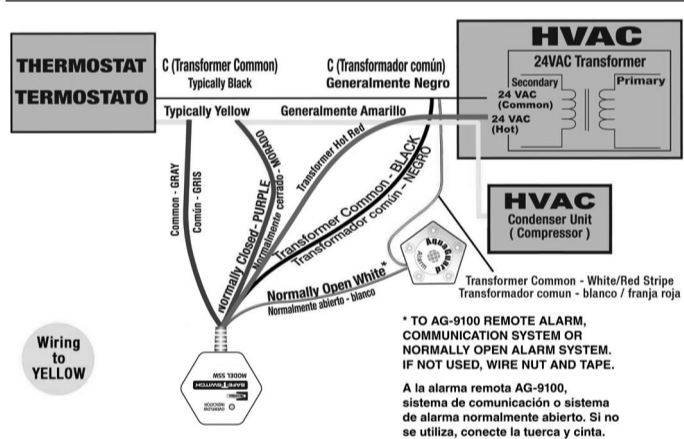 HVAC
24VAC Transformer
Secondary
Primary
24 VAC
(Common)
24 VAC
(Hot)
THERMOSTAT
TERMOSTATO
C (Transformer Common)
Typically Black
C (Transformador común)
Generalmente Negro
Typically Yellow
Generalmente Amarillo
Common - GRAY
Común - GRIS
Normally Closed - PURPLE
Normalmente cerrado - MORADO
Transformer Hot Red
Transformer Common - BLACK
Transformador común – NEGRO
Normally Open White*
Normalmente abierto - blanco
AquaGuard
Alarm
HVAC
Condenser Unit
( Compressor )
Transformer Common - White/Red Stripe
Transformador comun - blanco / franja roja
Wiring
to
YELLOW
MODEL SSW
SAFE T SWITCH
OVERFLOW
INDICATOR
* TO AG-9100 REMOTE ALARM,
COMMUNICATION SYSTEM OR
NORMALLY OPEN ALARM SYSTEM.
IF NOT USED, WIRE NUT AND TAPE.
A la alarma remota AG-9100,
sistema de comunicación o sistema
de alarma normalmente abierto. Si no
se utiliza, conecte la tuerca y cinta.